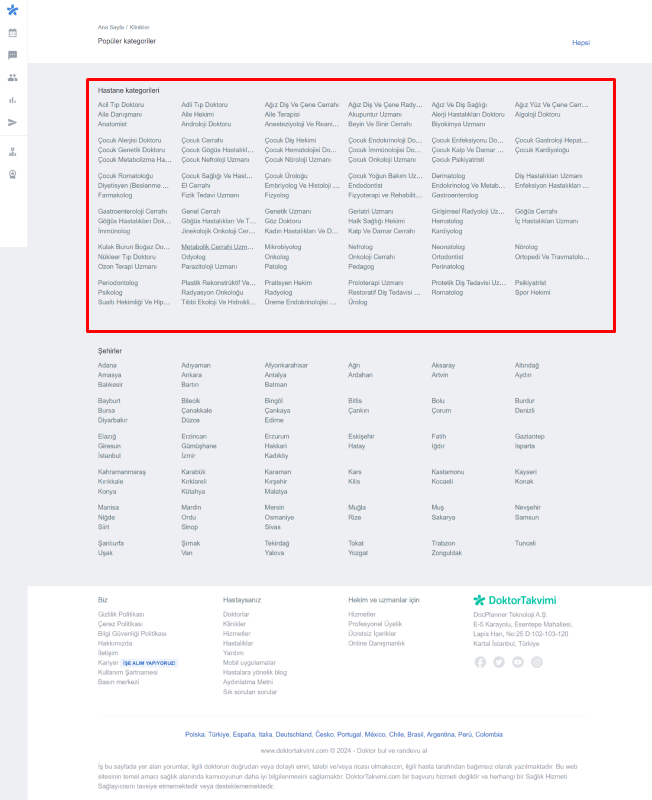 Ana Sayfa / Klinikler
Popüler kategoriler
Hepsi
Hastane kategorileri
Acil Tıp Doktoru Adli Tıp Doktoru Ağız Diş Ve Çene Cerrahı Ağız Diş Ve Çene Rady... Ağız Ve Diş Sağlığı Ağız Yüz Ve Çene Cerr...
Aile Danışmanı Aile Hekimi Aile Terapisi Akupuntur Uzmanı Alerji Hastalıkları Doktoru Algoloji Doktoru
Anatomist Androloji Doktoru Anesteziyoloji Ve Reani... Beyin Ve Sinir Cerrahı Biyokimya Uzmanı
Çocuk Alerjisi Doktoru Çocuk Cerrahı Çocuk Diş Hekimi Çocuk Endokrinoloji Do... Çocuk Enfeksiyonu Do... Çocuk Gastroloji Hepat...
Çocuk Genetik Doktoru Çocuk Göğüs Hastalıkl... Çocuk Hematolojisi Do... Çocuk İmmünolojisi Do... Çocuk Kalp Ve Damar ... Çocuk Kardiyoloğu
Çocuk Metabolizma Ha... Çocuk Nefroloji Uzmanı Çocuk Nöroloji Uzmanı Çocuk Onkoloji Uzmanı Çocuk Psikiyatristi
Çocuk Romatoloğu Çocuk Sağlığı Ve Hast... Çocuk Üroloğu Çocuk Yoğun Bakım Uz... Dermatolog Diş Hastalıkları Uzmanı
Diyetisyen (Beslenme ... El Cerrahı Embriyolog Ve Histoloji ... Endodontist Endokrinolog Ve Metab... Enfeksiyon Hastalıkları ...
Farmakolog Fizik Tedavi Uzmanı Fizyolog Fizyoterapi ve Rehabilit... Gastroenterolog
Gastroenteroloji Cerrahı Genel Cerrah Genetik Uzmanı Geriatri Uzmanı Girişimsel Radyoloji Uz... Göğüs Cerrahı
Göğüs Hastalıkları Dok... Göğüs Hastalıkları Ve T... Göz Doktoru Halk Sağlığı Hekimi Hematolog İç Hastalıkları Uzmanı
İmmünolog Jinekolojik Onkoloji Cer... Kadın Hastalıkları Ve D... Kalp Ve Damar Cerrahı Kardiyolog
Kulak Burun Boğaz Do... Metabolik Cerrahi Uzm... Mikrobiyolog Nefrolog Neonatolog Nörolog
Nükleer Tıp Doktoru Odyolog Onkolog Onkoloji Cerrahı Ortodontist Ortopedi Ve Travmatolo...
Ozon Terapi Uzmanı Parazitoloji Uzmanı Patolog Pedagog Perinatolog
Periodontolog Plastik Rekonstrüktif Ve... Pratisyen Hekim Proloterapi Uzmanı Protetik Diş Tedavisi Uz... Psikiyatrist
Psikolog Radyasyon Onkoloğu Radyolog Restoratif Diş Tedavisi ... Romatolog Spor Hekimi
Sualtı Hekimliği Ve Hip... Tıbbi Ekoloji Ve Hidrokli... Üreme Endokrinolojisi ... Ürolog
Şehirler
Adana Adıyaman Afyonkarahisar Ağrı Aksaray Altındağ
Amasya Ankara Antalya Ardahan Artvin Aydın
Balıkesir Bartın Batman
Bayburt Bilecik Bingöl Bitlis Bolu Burdur
Bursa Çanakkale Çankaya Çankırı Çorum Denizli
Diyarbakır Düzce Edirne
Elazığ Erzincan Erzurum Eskişehir Fatih Gaziantep
Giresun Gümüşhane Hakkari Hatay Iğdır Isparta
İstanbul İzmir Kadıköy
Kahramanmaraş Karabük Karaman Kars Kastamonu Kayseri
Kırıkkale Kırklareli Kırşehir Kilis Kocaeli Konak
Konya Kütahya Malatya
Manisa Mardin Mersin Muğla Muş Nevşehir
Niğde Ordu Osmaniye Rize Sakarya Samsun
Siirt Sinop Sivas
Şanlıurfa Şırnak Tekirdağ Tokat Trabzon Tunceli
Uşak Van Yalova Yozgat Zonguldak
Biz
Gizlilik Politikası
Çerez Politikası
Bilgi Güvenliği Politikası
Hakkımızda
İletişim
Kariyer İŞE ALIM YAPIYORUZ!
Kullanım Şartnamesi
Basın merkezi
Hastaysanız
Doktorlar
Klinikler
Hizmetler
Hastalıklar
Yardım
Mobil uygulamalar
Hastalara yönelik blog
Aydınlatma Metni
Sık sorulan sorular
Hekim ve uzmanlar için
Hizmetler
Profesyonel Üyelik
Ücretsiz İçerikler
Online Danışmanlık
DoktorTakvimi
DocPlanner Teknoloji A.Ş.
E-5 Karayolu, Esentepe Mahallesi,
Lapis Han, No:25 D:102-103-120
Kartal İstanbul, Türkiye
Polska, Türkiye, España, Italia, Deutschland, Česko, Portugal, México, Chile, Brasil, Argentina, Perú, Colombia
www.doktortakvimi.com © 2024 - Doktor bul ve randevu al
İş bu sayfada yer alan yorumlar, ilgili doktorun doğrudan veya dolaylı emri, talebi ve/veya ricası olmaksızın, ilgili hasta tarafından bağımsız olarak yazılmaktadır. Bu web
sitesinin temel amacı sağlık alanında kamuoyunun daha iyi bilgilenmesini sağlamaktır. DoktorTakvimi.com bir başvuru hizmeti değildir ve herhangi bir Sağlık Hizmeti
Sağlayıcısını tavsiye etmemektedir veya desteklememektedir.